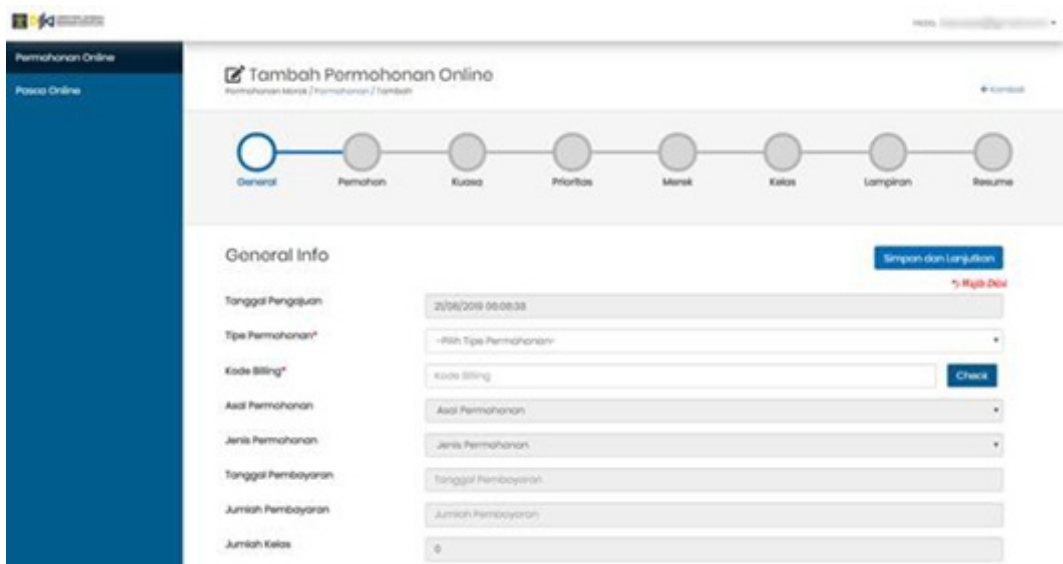 Halo,
Permohonan Online
Pasca Online
Tambah Permohonan Online
Permohonan Merek / Permohonan / Tambah
Kembali
General
Pemohon
Kuasa
Prioritas
Merek
Kelas
Lampiran
Resume
General Info
Simpan dan Lanjutkan
*) Wajib Diisi
Tanggal Pengajuan
21/08/2019
Tipe Permohonan*
-Pilih Tipe Permohonan-
Kode Billing*
Kode Billing
Check
Asal Permohonan
Asal Permohonan
Jenis Permohonan
Jenis Permohonan
Tanggal Pembayaran
Tanggal Pembayaran
Jumlah Pembayaran
Jumlah Pembayaran
Jumlah Kelas
0